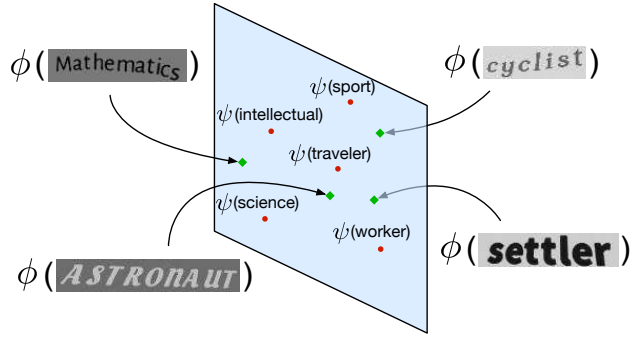 ϕ(Mathematics)
ϕ(cyclist)
ψ(sport)
ψ(intellectual)
ψ(traveler)
ψ(science)
ψ(worker)
ϕ(ASTRONAUT)
ϕ(settler)